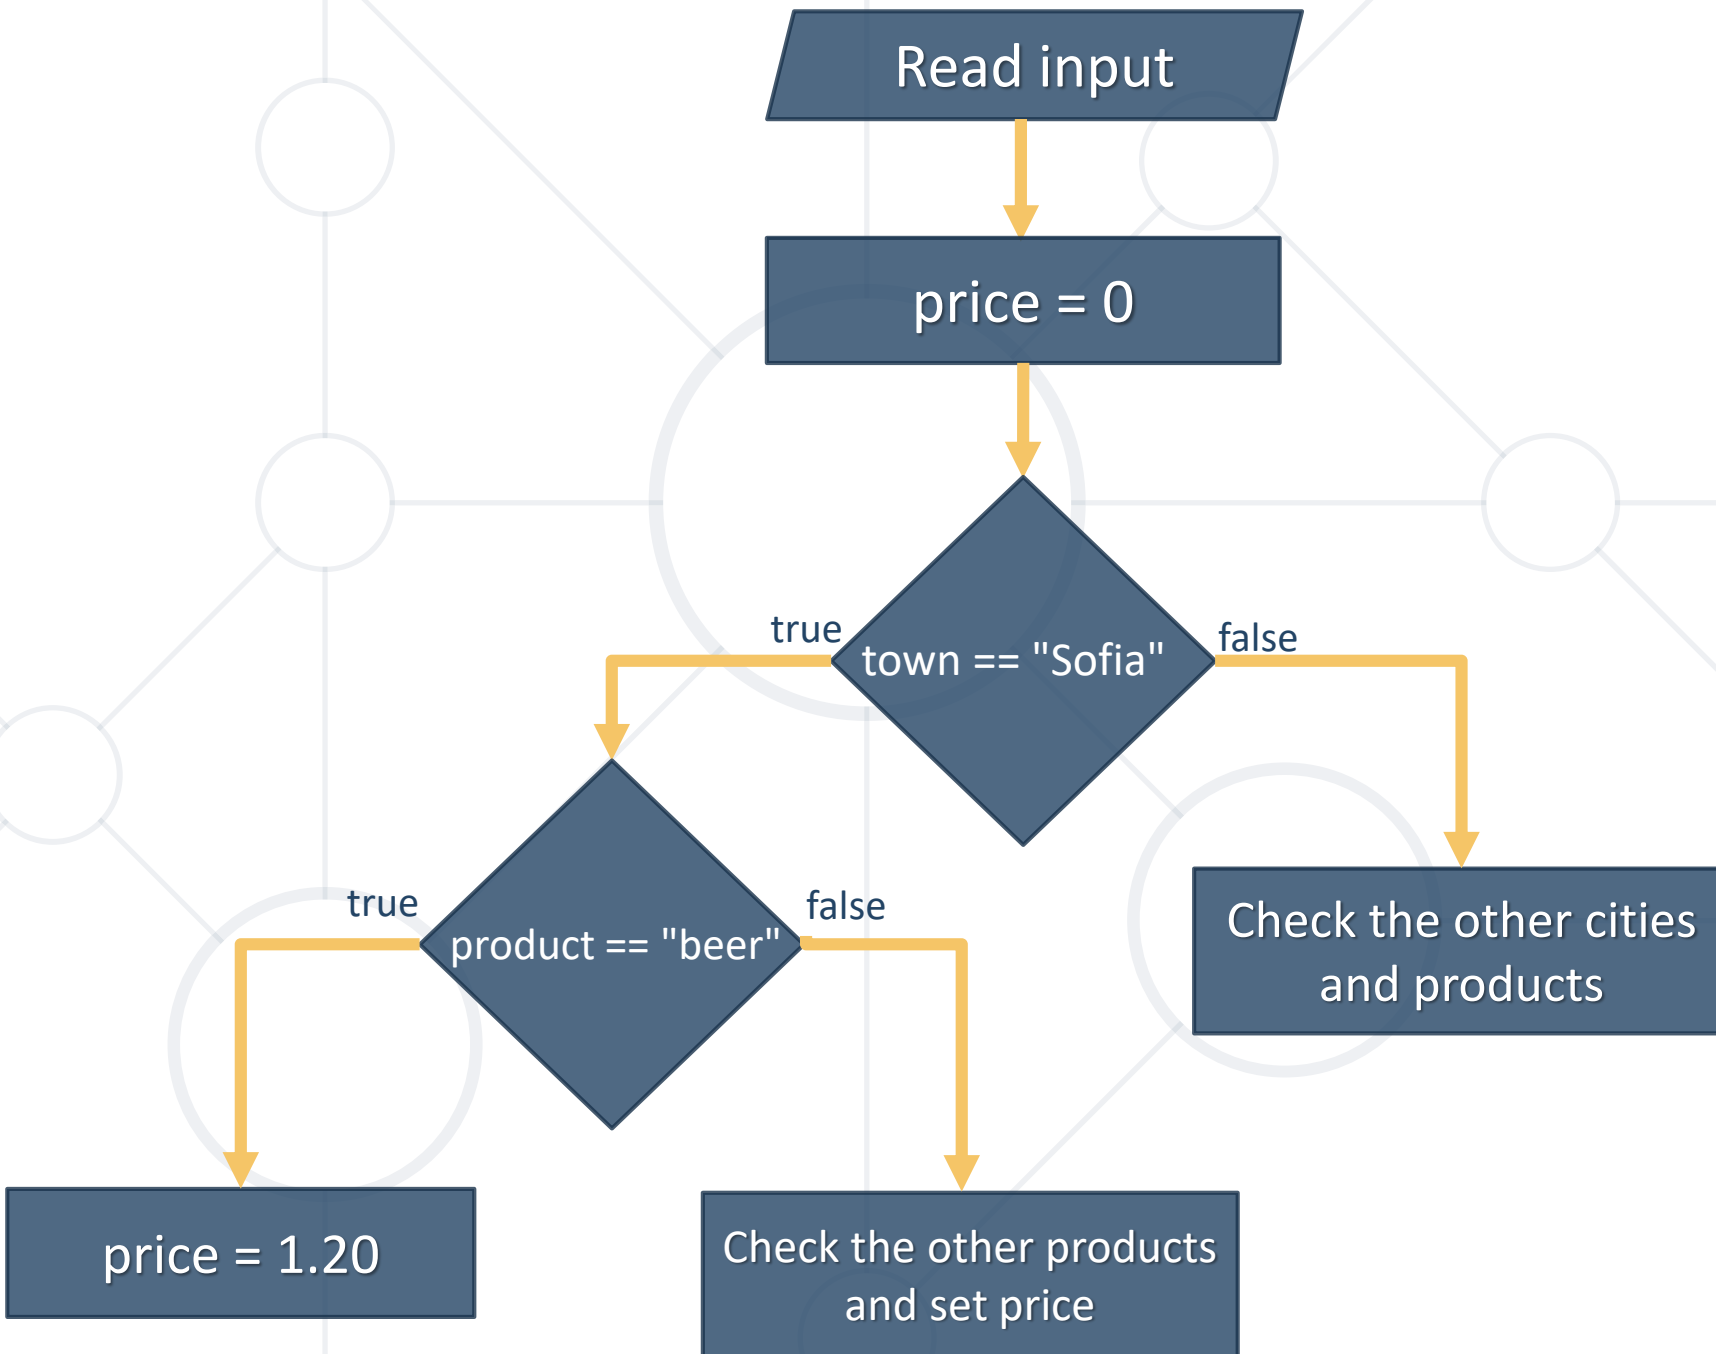 Read input
price = 0
true
false
town == "Sofia"
true
false
product == "beer"
Check the other cities
and products
price = 1.20
Check the other products
and set price